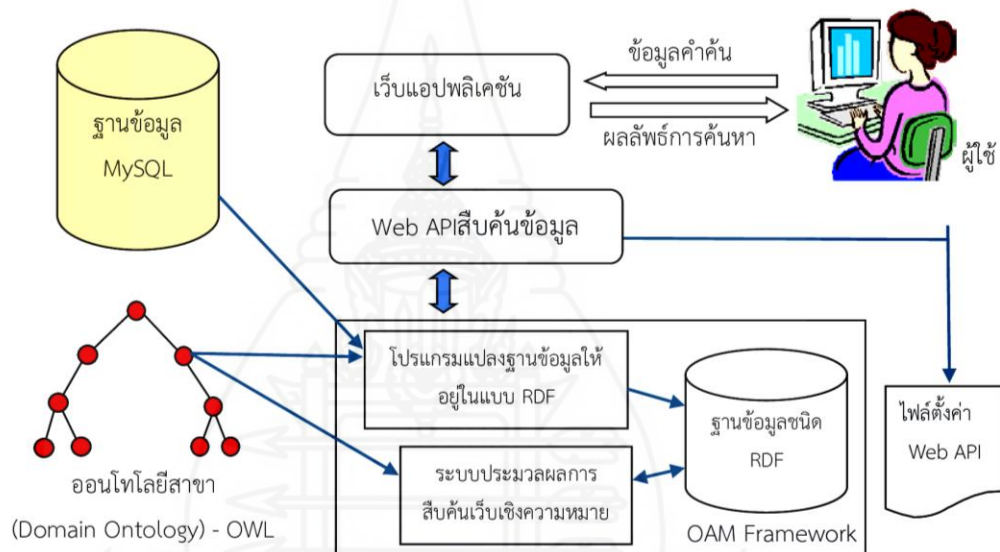 ฐานข้อมูล
MySQL
เว็บแอปพลิเคชัน
ข้อมูลคำค้น
ผลลัพธ์การค้นหา
ผู้ใช้
Web APIสืบค้นข้อมูล
โปรแกรมแปลงฐานข้อมูลให้
อยู่ในแบบ RDF
ฐานข้อมูลชนิด
RDF
ระบบประมวลผลการ
สืบค้นเว็บเชิงความหมาย
OAM Framework
ไฟล์ตั้งค่า
Web API
ออนโทโลยีสาขา
(Domain Ontology) - OWL